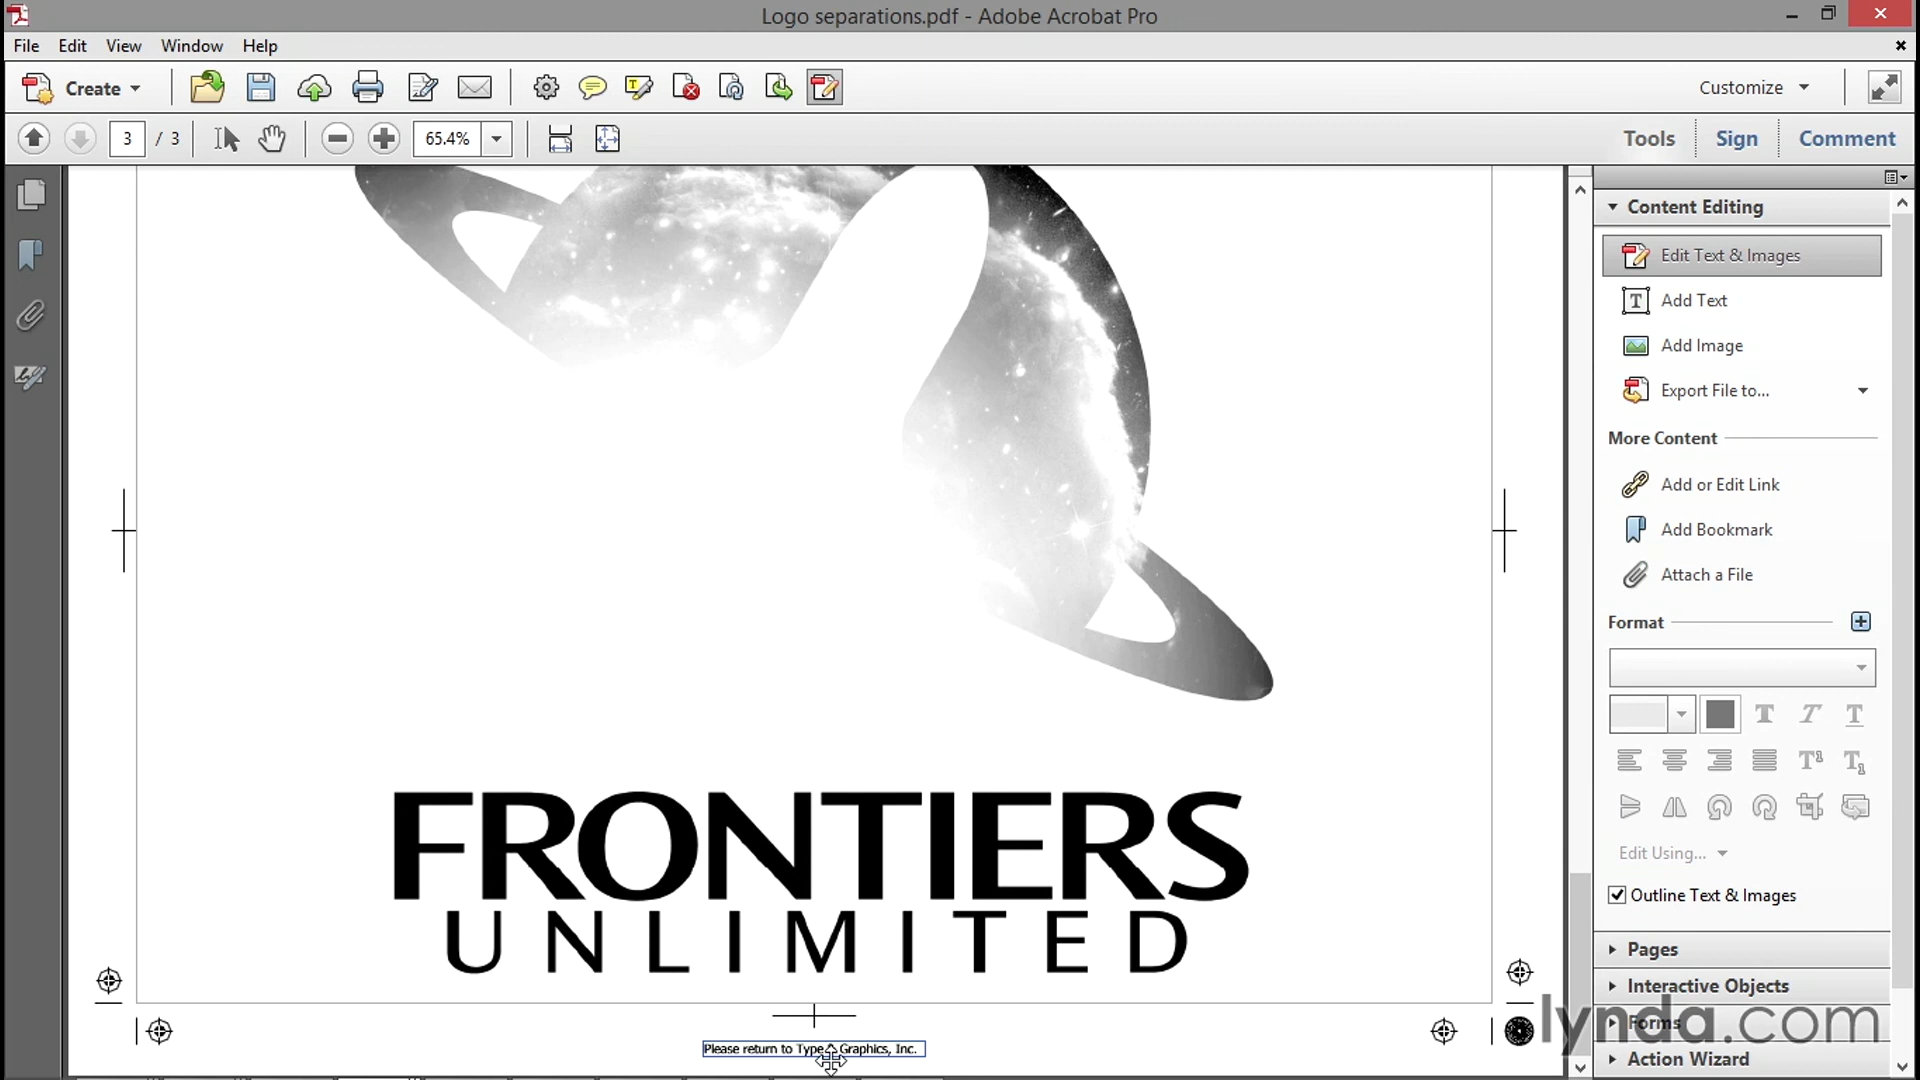 Logo separations.pdf - Adobe Acrobat Pro
File Edit View Window Help
Create Customize
3 / 3 65.4% Tools Sign Comment
Content Editing
Edit Text & Images
Add Text
Add Image
Export File to...
More Content
Add or Edit Link
Add Bookmark
Attach a File
Format
Edit Using...
Outline Text & Images
Pages
Interactive Objects
Forms
Action Wizard
FRONTIERS
UNLIMITED
Please return to Type Graphics, Inc.
lynda.com